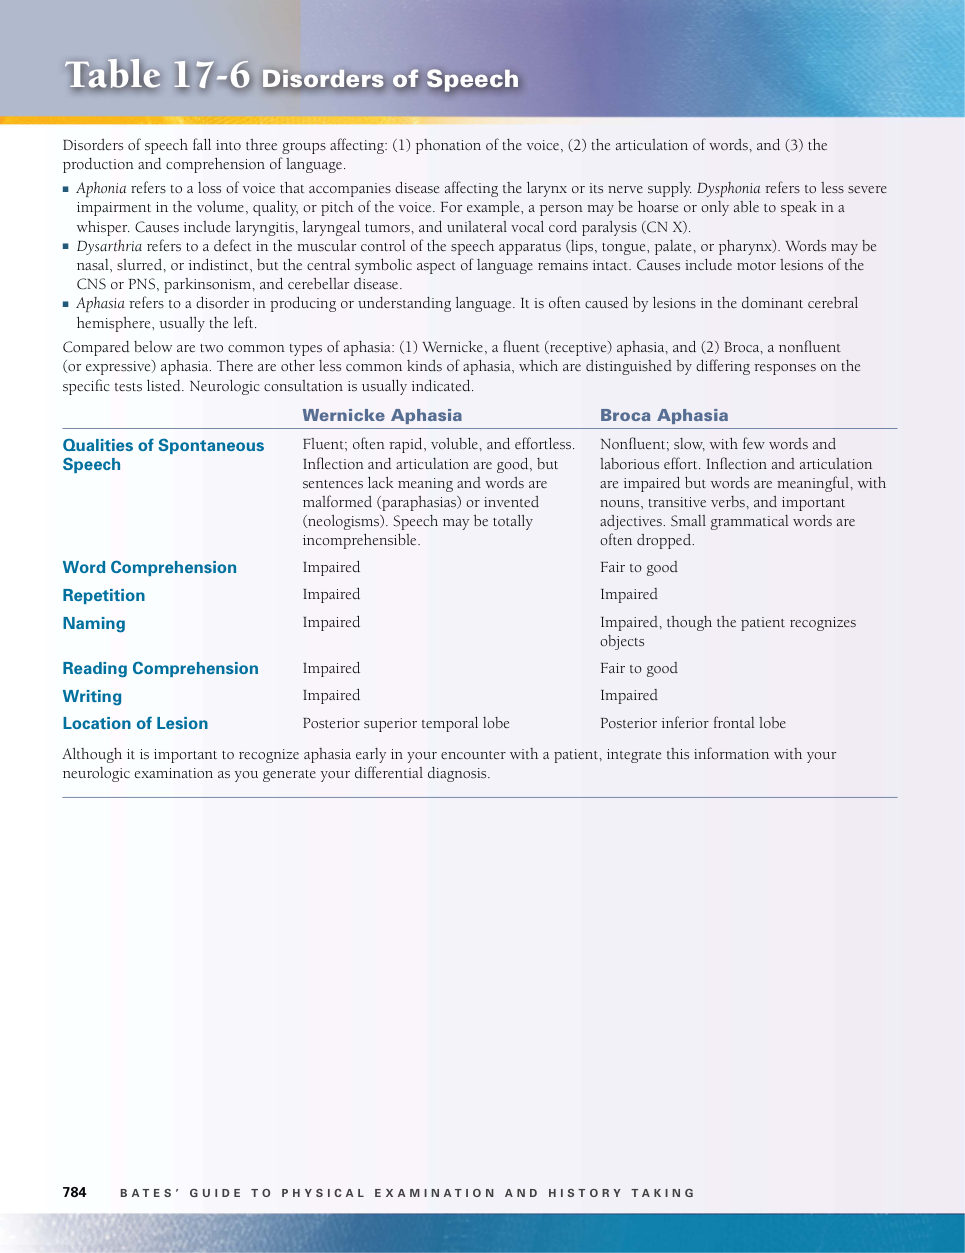 Table 17-6 Disorders of Speech
Disorders of speech fall into three groups affecting: (1) phonation of the voice, (2) the articulation of words, and (3) the
production and comprehension of language.
■ Aphonia refers to a loss of voice that accompanies disease affecting the larynx or its nerve supply. Dysphonia refers to less severe
impairment in the volume, quality, or pitch of the voice. For example, a person may be hoarse or only able to speak in a
whisper. Causes include laryngitis, laryngeal tumors, and unilateral vocal cord paralysis (CN X).
■ Dysarthria refers to a defect in the muscular control of the speech apparatus (lips, tongue, palate, or pharynx). Words may be
nasal, slurred, or indistinct, but the central symbolic aspect of language remains intact. Causes include motor lesions of the
CNS or PNS, parkinsonism, and cerebellar disease.
■ Aphasia refers to a disorder in producing or understanding language. It is often caused by lesions in the dominant cerebral
hemisphere, usually the left.
Compared below are two common types of aphasia: (1) Wernicke, a fluent (receptive) aphasia, and (2) Broca, a nonfluent
(or expressive) aphasia. There are other less common kinds of aphasia, which are distinguished by differing responses on the
specific tests listed. Neurologic consultation is usually indicated.
Wernicke Aphasia Broca Aphasia
Qualities of Spontaneous Fluent; often rapid, voluble, and effortless. Nonfluent; slow, with few words and
Speech Inflection and articulation are good, but laborious effort. Inflection and articulation
sentences lack meaning and words are are impaired but words are meaningful, with
malformed (paraphasias) or invented nouns, transitive verbs, and important
(neologisms). Speech may be totally adjectives. Small grammatical words are
incomprehensible. often dropped.
Word Comprehension Impaired Fair to good
Repetition Impaired Impaired
Naming Impaired Impaired, though the patient recognizes
objects
Reading Comprehension Impaired Fair to good
Writing Impaired Impaired
Location of Lesion Posterior superior temporal lobe Posterior inferior frontal lobe
Although it is important to recognize aphasia early in your encounter with a patient, integrate this information with your
neurologic examination as you generate your differential diagnosis.
784 BATES' GUIDE TO PHYSICAL EXAMINATION AND HISTORY TAKING